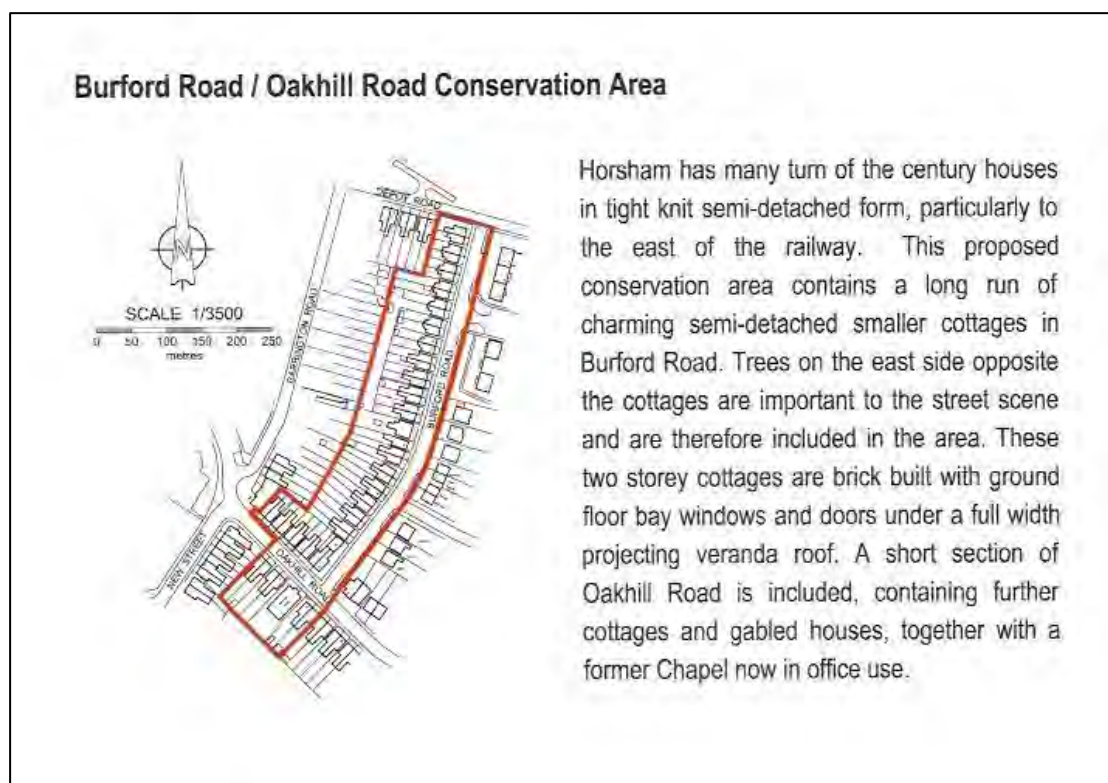 Burford Road / Oakhill Road Conservation Area
Horsham has many turn of the century houses
in tight knit semi-detached form, particularly to
the east of the railway. This proposed
conservation area contains a long run of
charming semi-detached smaller cottages in
Burford Road. Trees on the east side opposite
the cottages are important to the street scene
and are therefore included in the area. These
two storey cottages are brick built with ground
floor bay windows and doors under a full width
projecting veranda roof. A short section of
Oakhill Road is included, containing further
cottages and gabled houses, together with a
former Chapel now in office use.
N
SCALE 1/3500
0 50 100 150 200 250
metres
DEPOT ROAD
BARRINGTON ROAD
BURFORD ROAD
OAKHILL ROAD
NEW STREET